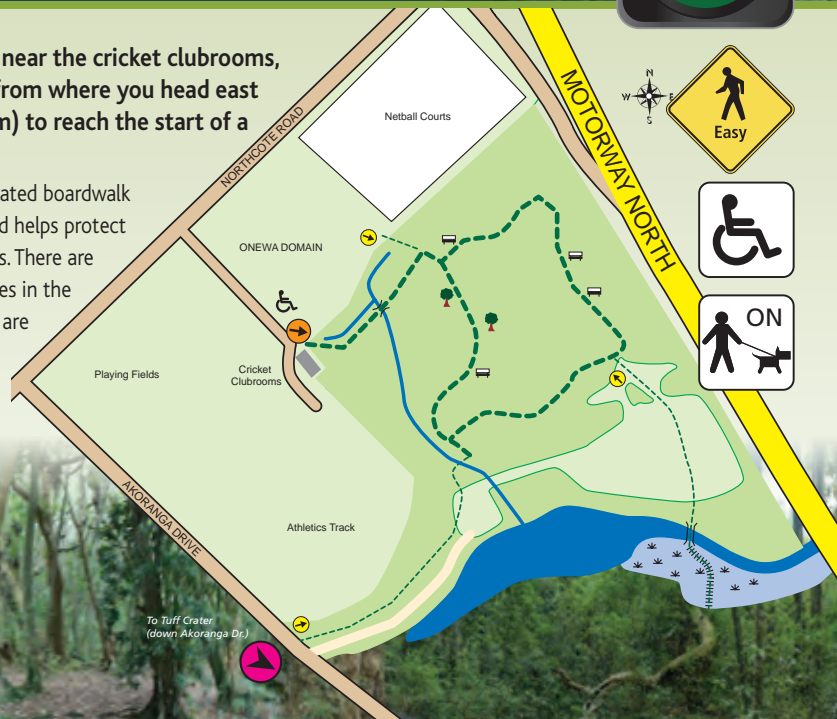 near the cricket clubrooms,
from where you head east
m) to reach the start of a
ated boardwalk
d helps protect
s. There are
es in the
are
NORTHCOTE ROAD
Netball Courts
MOTORWAY NORTH
N
W E
S
Easy
ON
ONEWA DOMAIN
Playing Fields
Cricket
Clubrooms
AKORANGA DRIVE
Athletics Track
To Tuff Crater
(down Akoranga Dr.)